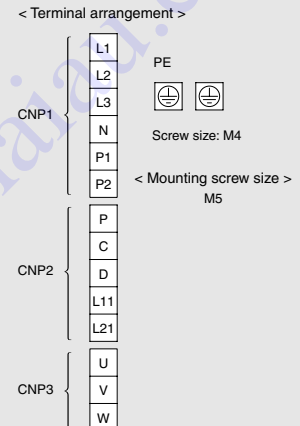 < Terminal arrangement >
CNP1
L1
L2
L3
N
P1
P2
PE
Screw size: M4
< Mounting screw size >
M5
CNP2
P
C
D
L11
L21
CNP3
U
V
W